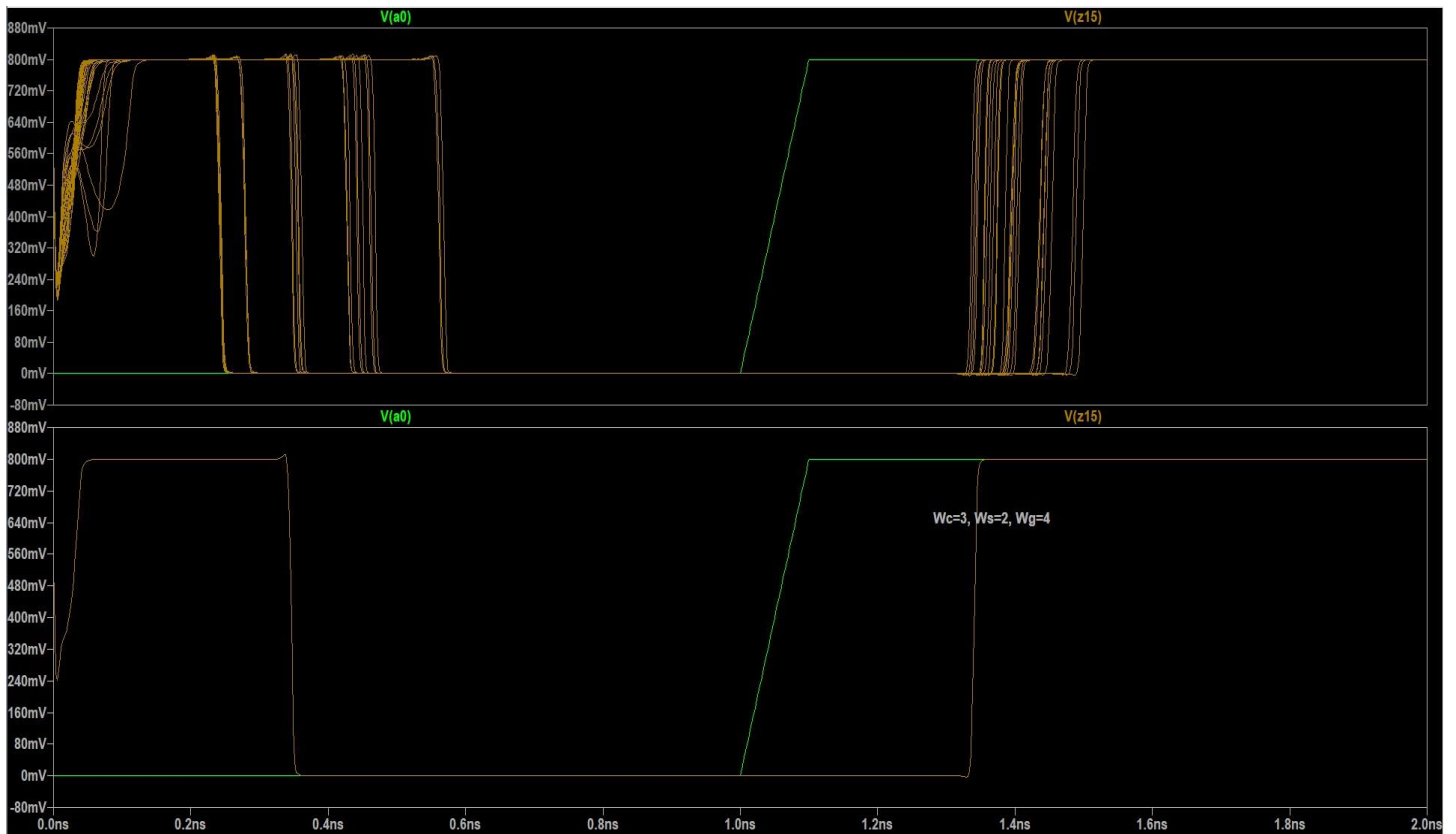 V(a0) V(z15)
880mV
800mV
720mV
640mV
560mV
480mV
400mV
320mV
240mV
160mV
80mV
0mV
-80mV
V(a0) V(z15)
880mV
800mV
720mV
640mV
Wc=3, Ws=2, Wg=4
560mV
480mV
400mV
320mV
240mV
160mV
80mV
0mV
-80mV
0.0ns 0.2ns 0.4ns 0.6ns 0.8ns 1.0ns 1.2ns 1.4ns 1.6ns 1.8ns 2.0ns